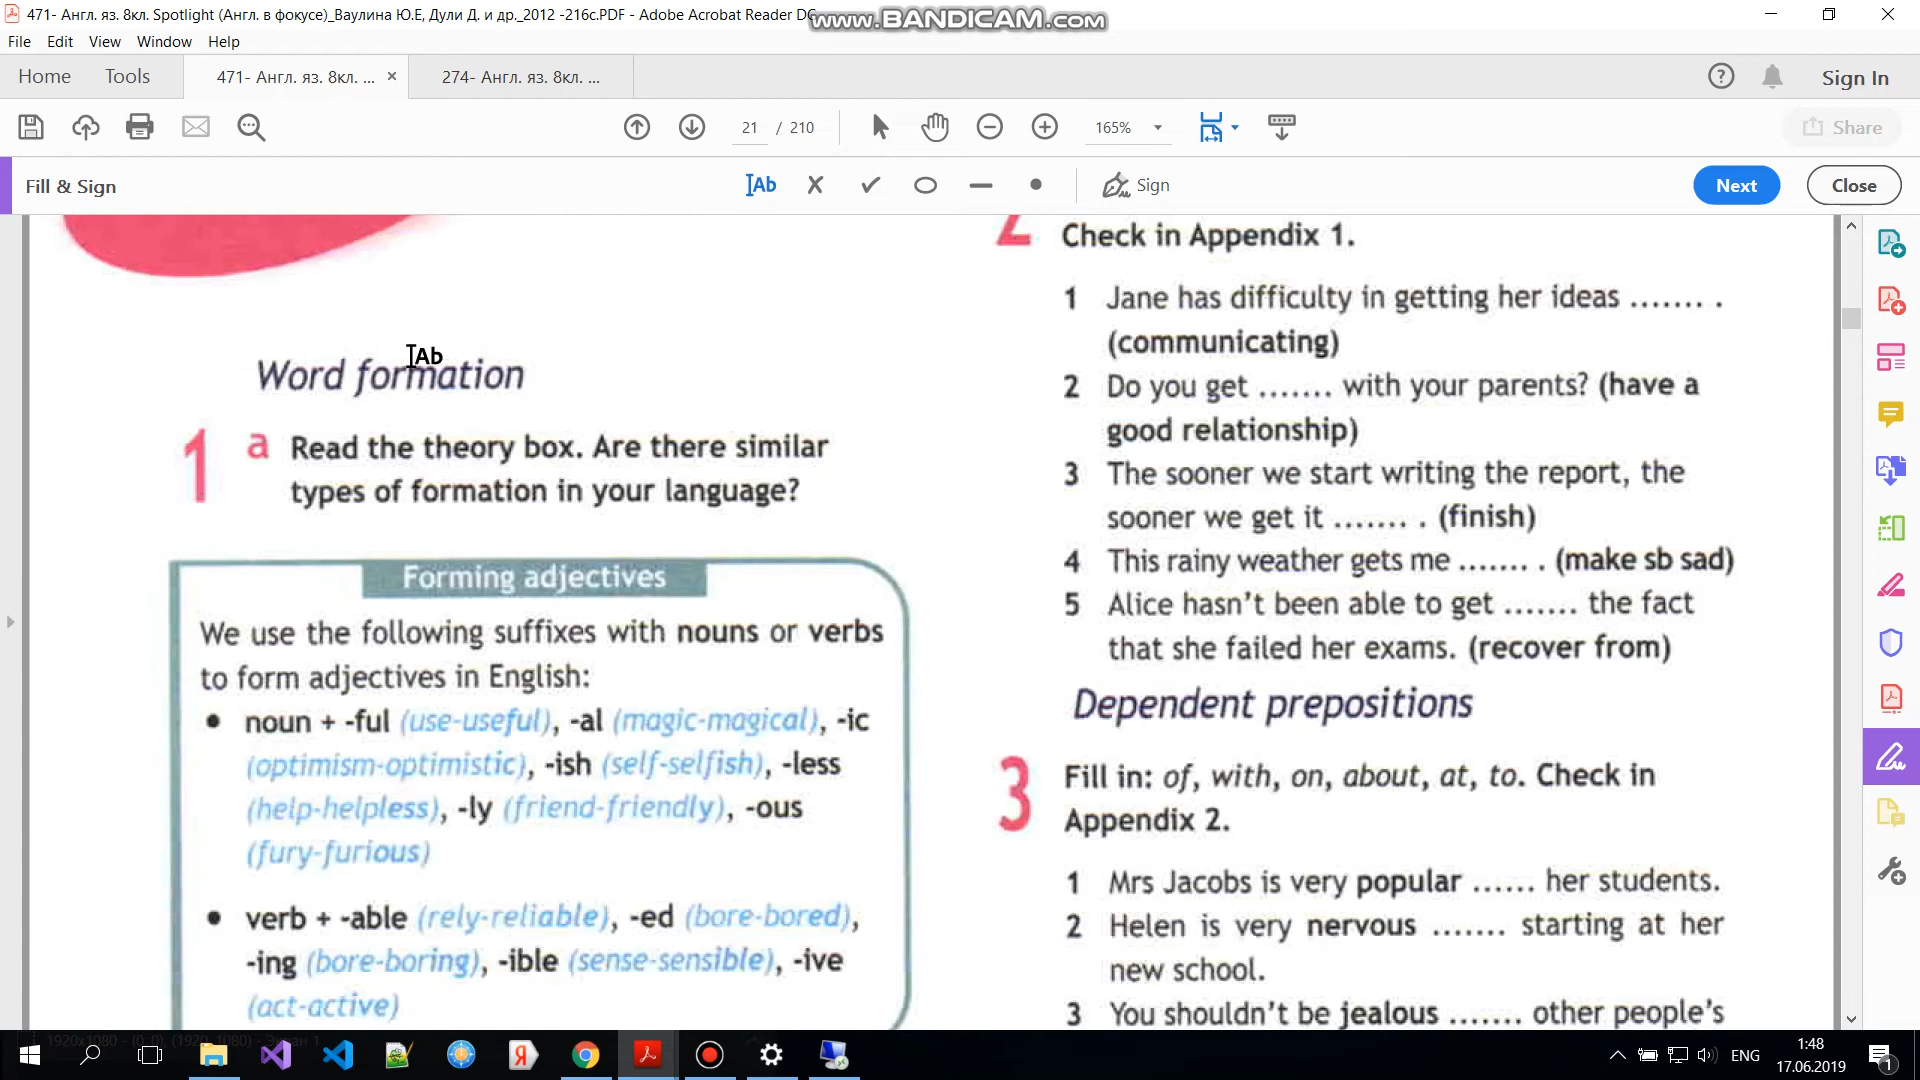 471- Англ. яз. 8кл. Spotlight (Англ. в фокусе)_Ваулина Ю.Е, Дули Д. и др._2012 -216с.PDF - Adobe Acrobat Reader DC
www.BANDICAM.com
File Edit View Window Help
Home Tools 471- Англ. яз. 8кл. ... × 274- Англ. яз. 8кл. ... Sign In
21 / 210 165% Share
Fill & Sign Ab Sign Next Close
Word formation
Ab
1 a Read the theory box. Are there similar
types of formation in your language?
Forming adjectives
We use the following suffixes with nouns or verbs
to form adjectives in English:
• noun + -ful (use-useful), -al (magic-magical), -ic
(optimism-optimistic), -ish (self-selfish), -less
(help-helpless), -ly (friend-friendly), -ous
(fury-furious)
• verb + -able (rely-reliable), -ed (bore-bored),
-ing (bore-boring), -ible (sense-sensible), -ive
(act-active)
2 Check in Appendix 1.
1 Jane has difficulty in getting her ideas ....... .
(communicating)
2 Do you get ....... with your parents? (have a
good relationship)
3 The sooner we start writing the report, the
sooner we get it ....... . (finish)
4 This rainy weather gets me ....... . (make sb sad)
5 Alice hasn't been able to get ....... the fact
that she failed her exams. (recover from)
Dependent prepositions
3 Fill in: of, with, on, about, at, to. Check in
Appendix 2.
1 Mrs Jacobs is very popular ...... her students.
2 Helen is very nervous ....... starting at her
new school.
3 You shouldn't be jealous ....... other people's
1920x1080 - (0, 0), (1920, 1080) - Экран 1
ENG
1:48
17.06.2019
1